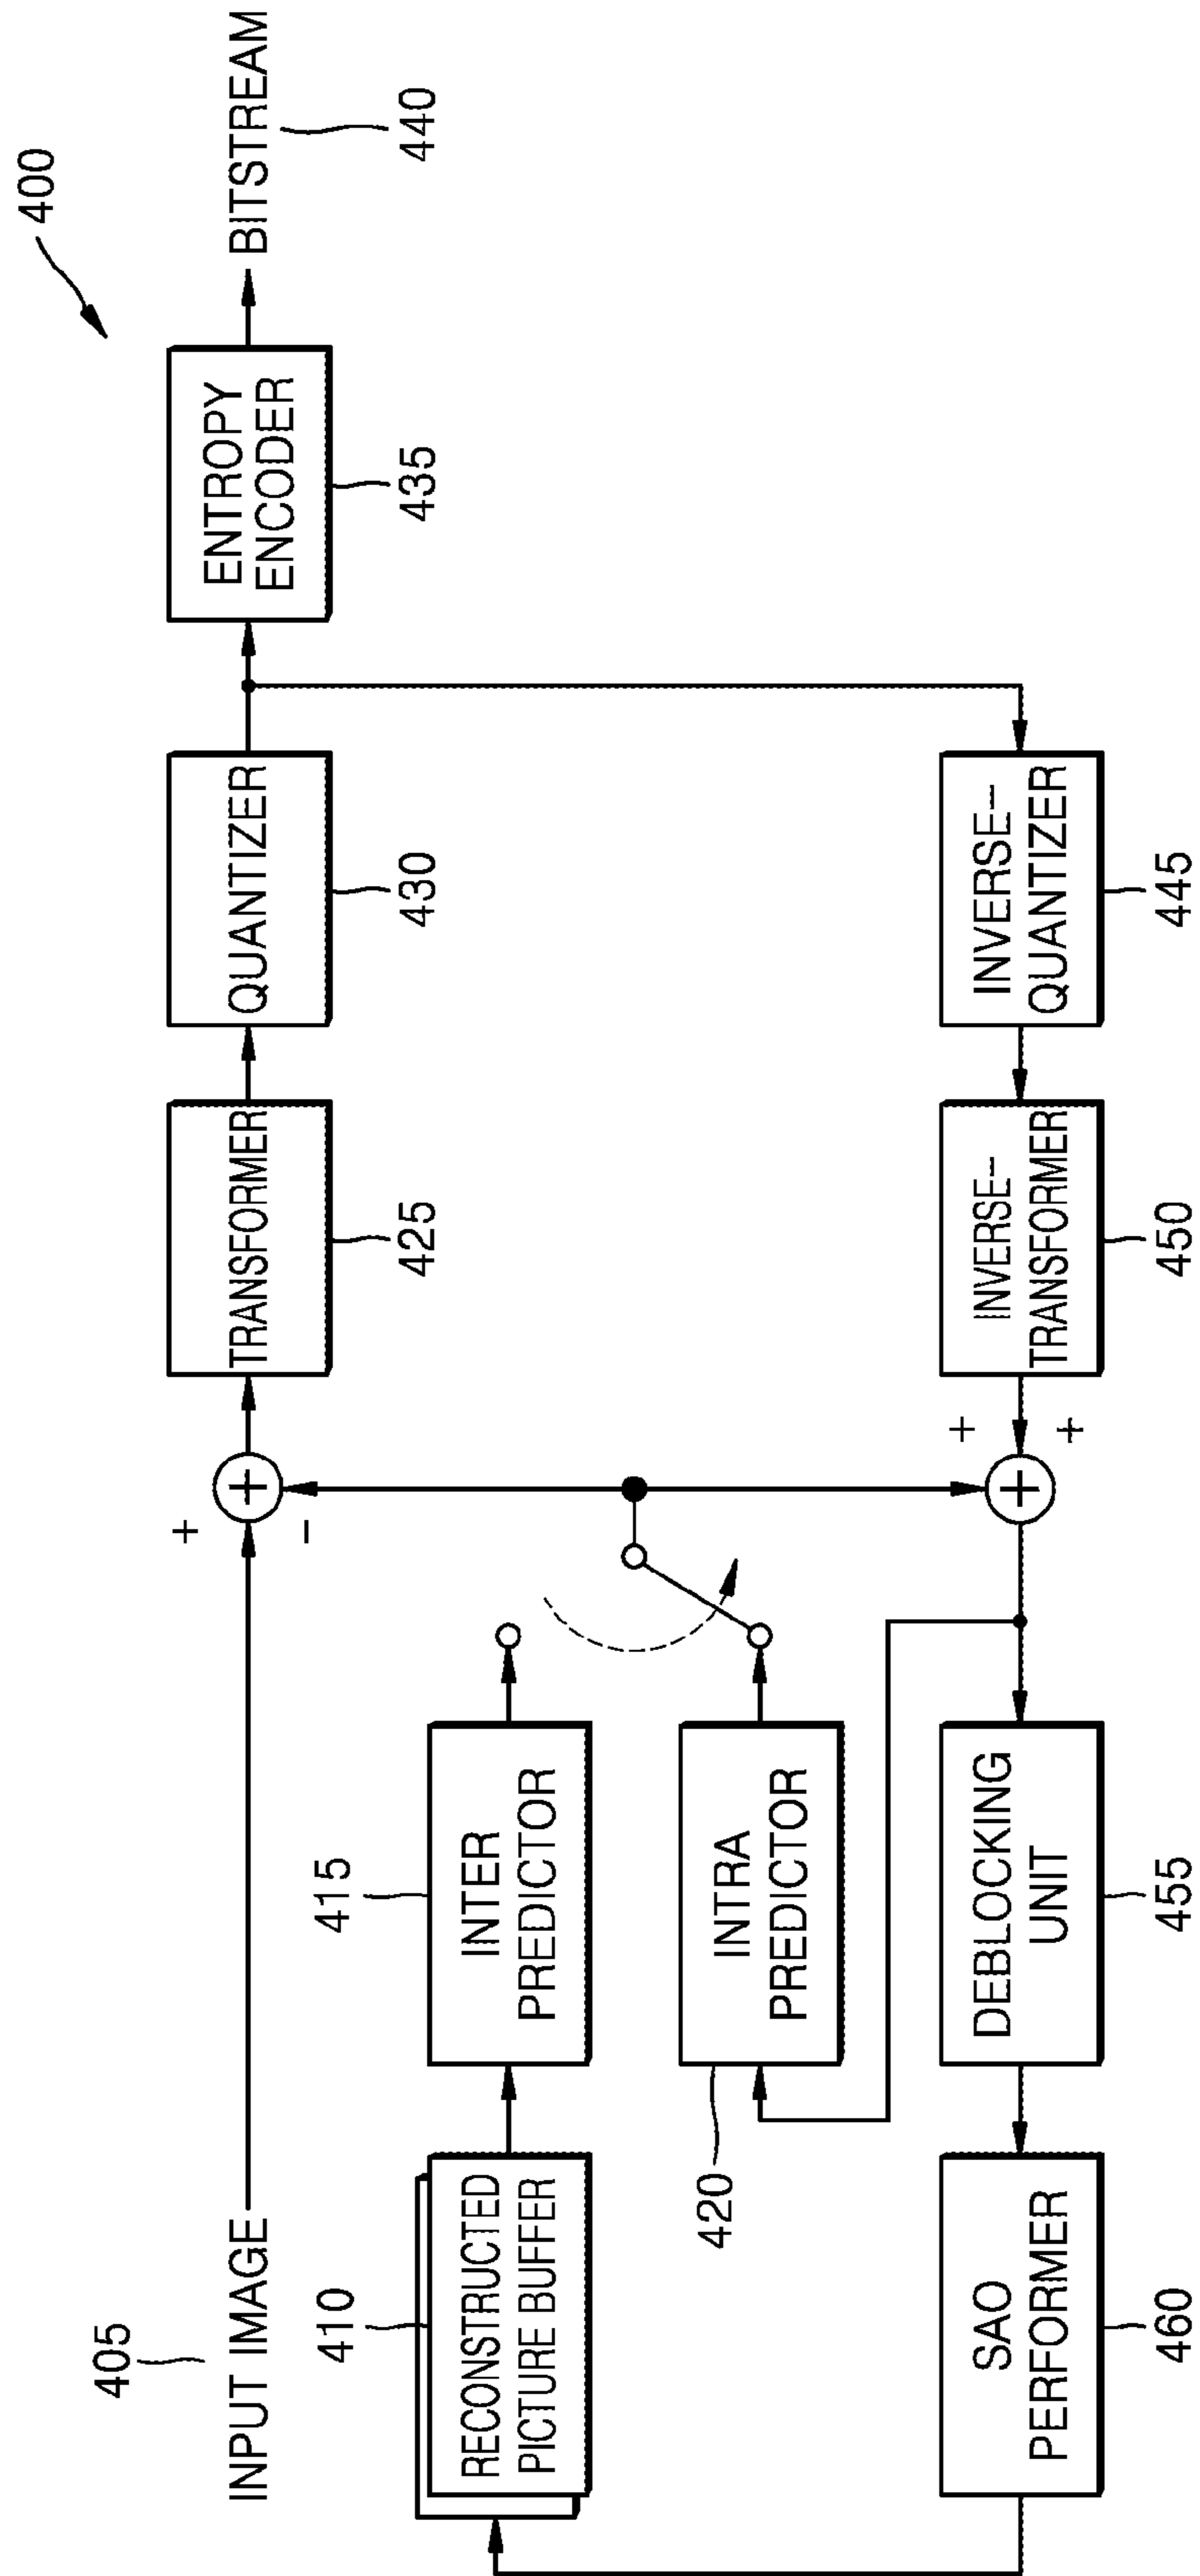 400
405
INPUT IMAGE
TRANSFORMER
425
QUANTIZER
430
ENTROPY
ENCODER
435
BITSTREAM
440
+
-
+
410
RECONSTRUCTED
PICTURE BUFFER
415
INTER
PREDICTOR
420
INTRA
PREDICTOR
+
+
+
SAO
PERFORMER
460
DEBLOCKING
UNIT
455
INVERSE-
TRANSFORMER
450
INVERSE-
QUANTIZER
445